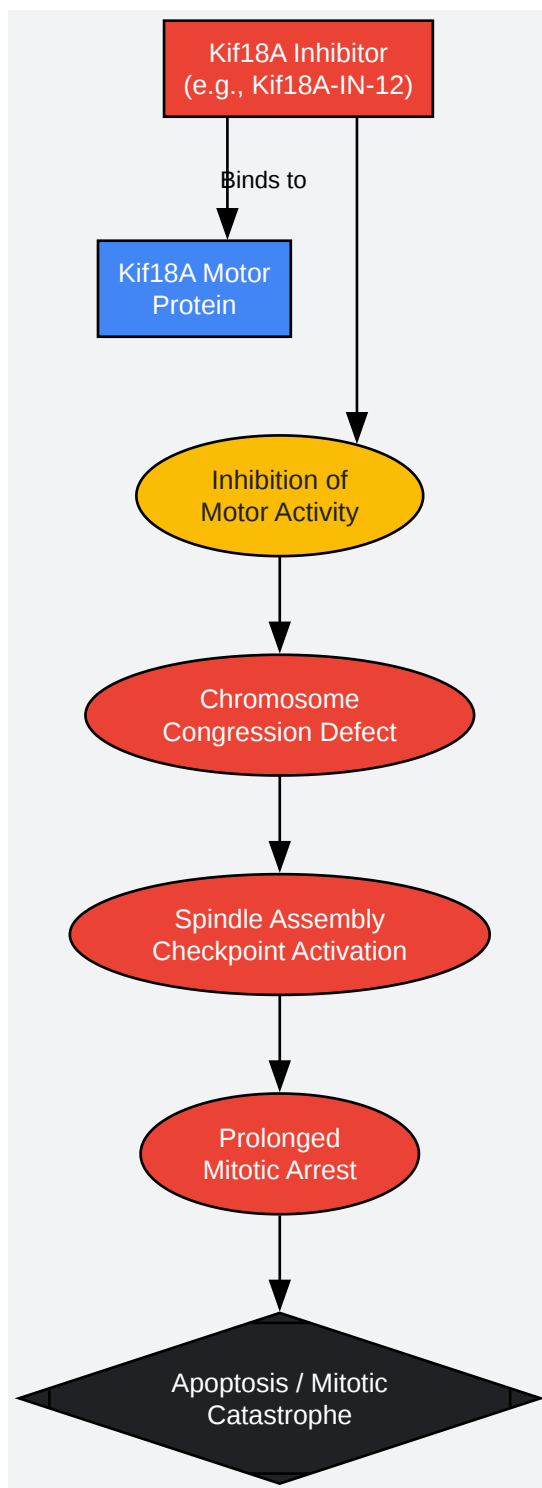 Kif18A Inhibitor
(e.g., Kif18A-IN-12)
Binds to
Kif18A Motor
Protein
Inhibition of
Motor Activity
Chromosome
Congression Defect
Spindle Assembly
Checkpoint Activation
Prolonged
Mitotic Arrest
Apoptosis / Mitotic
Catastrophe